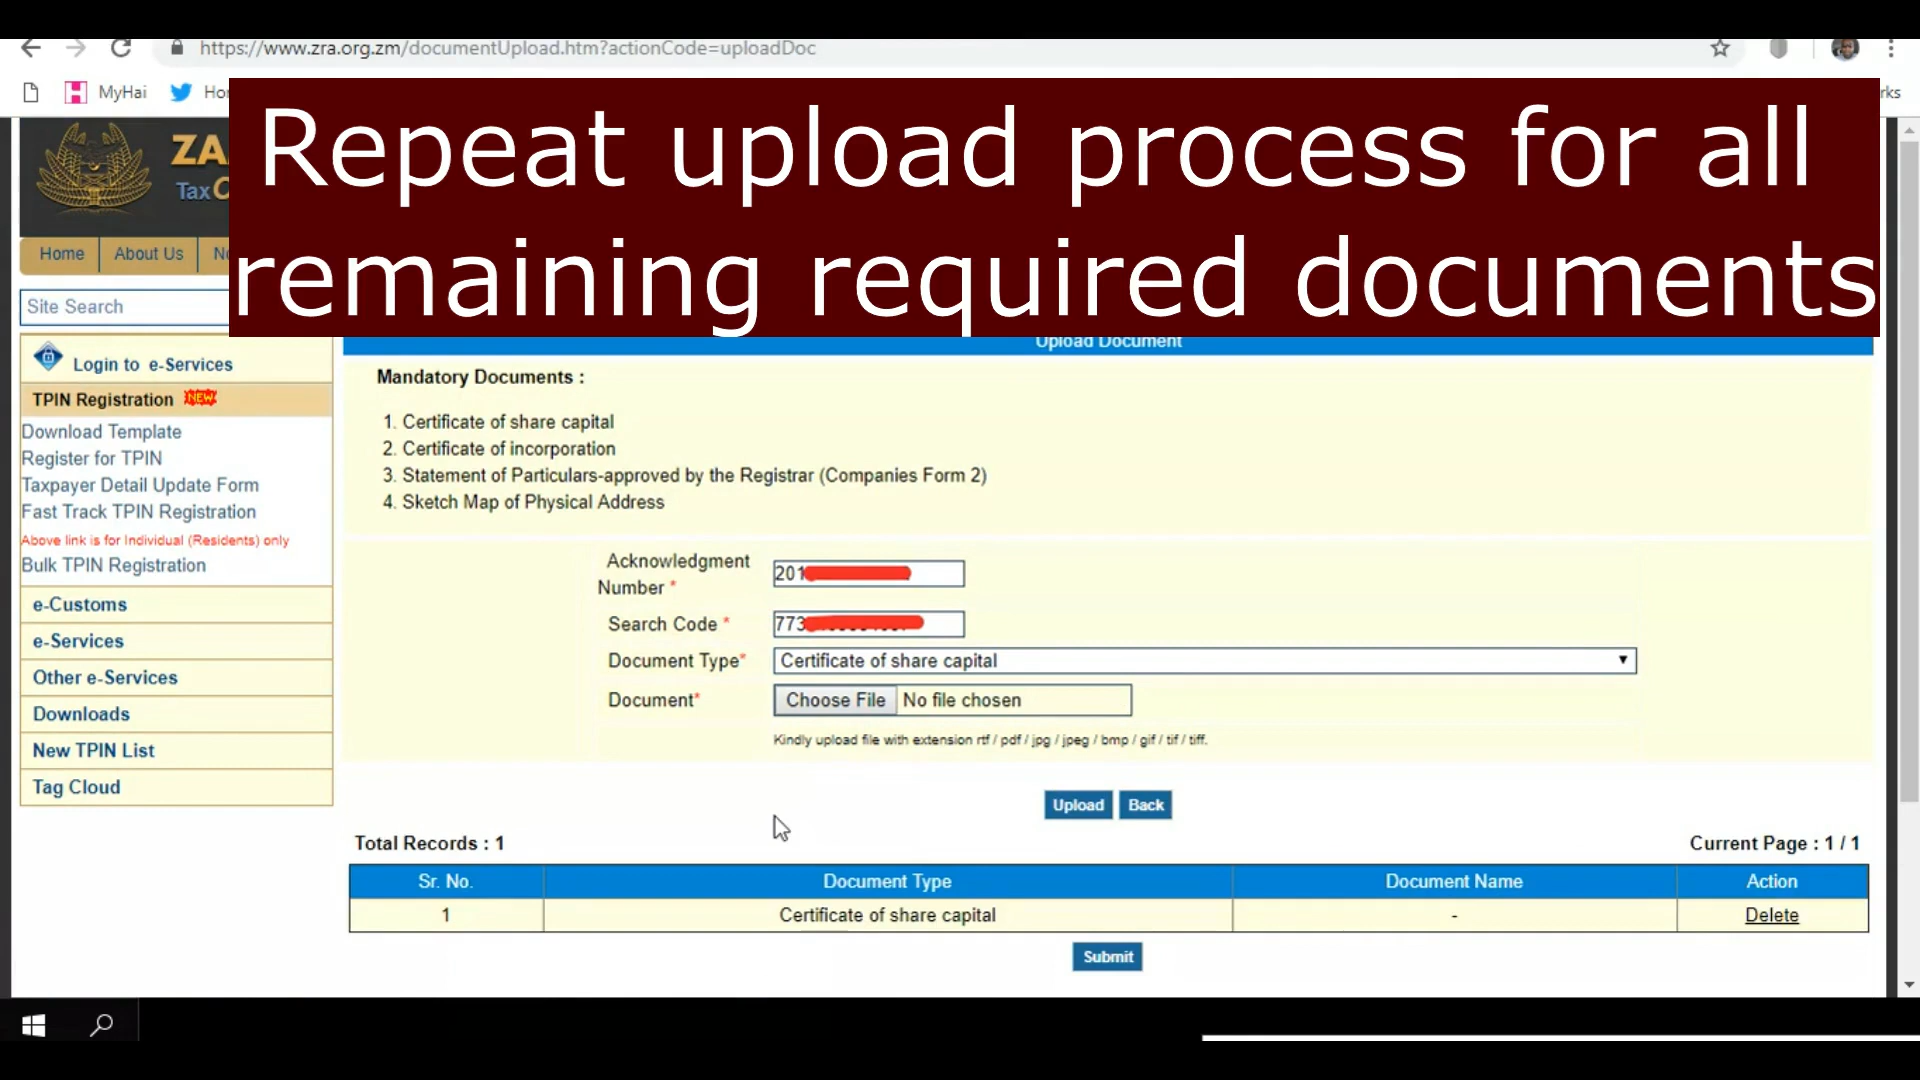 https://www.zra.org.zm/documentUpload.htm?actionCode=uploadDoc
MyHai
Repeat upload process for all
remaining required documents
ZA
Tax
Home
About Us
Site Search
Login to e-Services
TPIN Registration NEW
Download Template
Register for TPIN
Taxpayer Detail Update Form
Fast Track TPIN Registration
Above link is for Individual (Residents) only
Bulk TPIN Registration
e-Customs
e-Services
Other e-Services
Downloads
New TPIN List
Tag Cloud
Upload Document
Mandatory Documents :
1. Certificate of share capital
2. Certificate of incorporation
3. Statement of Particulars-approved by the Registrar (Companies Form 2)
4. Sketch Map of Physical Address
Acknowledgment
Number *
201
Search Code *
773
Document Type*
Certificate of share capital
Document*
Choose File No file chosen
Kindly upload file with extension rtf / pdf / jpg / jpeg / bmp / gif / tif / tiff.
Upload
Back
Total Records : 1
Current Page : 1 / 1
Sr. No. Document Type Document Name Action
1 Certificate of share capital - Delete
Submit